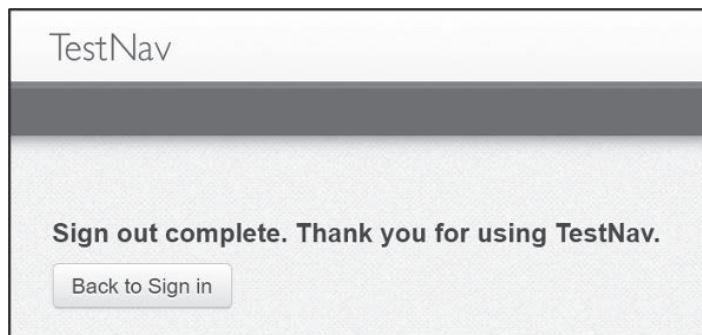 TestNav
Sign out complete. Thank you for using TestNav.
Back to Sign in